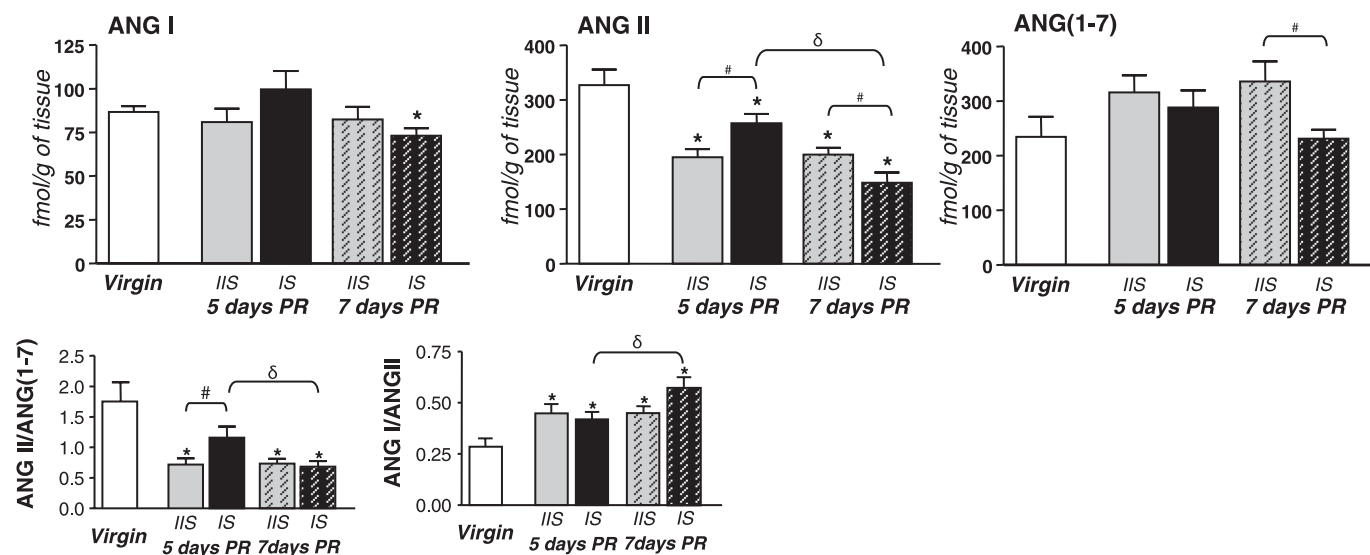 ANG I
125
100
75
50
25
0
fmol/g of tissue
*
Virgin
IIS IS IIS IS
5 days PR 7 days PR
ANG II
400
300
200
100
0
fmol/g of tissue
δ
# #
* * * *
Virgin
IIS IS IIS IS
5 days PR 7 days PR
ANG(1-7)
400
300
200
100
0
fmol/g of tissue
#
Virgin
IIS IS IIS IS
5 days PR 7 days PR
ANG II/ANG(1-7)
2.5
2.0
1.5
1.0
0.5
0.0
# δ
* * *
Virgin
IIS IS IIS IS
5 days PR 7days PR
ANG I/ANGII
0.75
0.50
0.25
0.00
δ
* * * *
Virgin
IIS IS IIS IS
5 days PR 7days PR